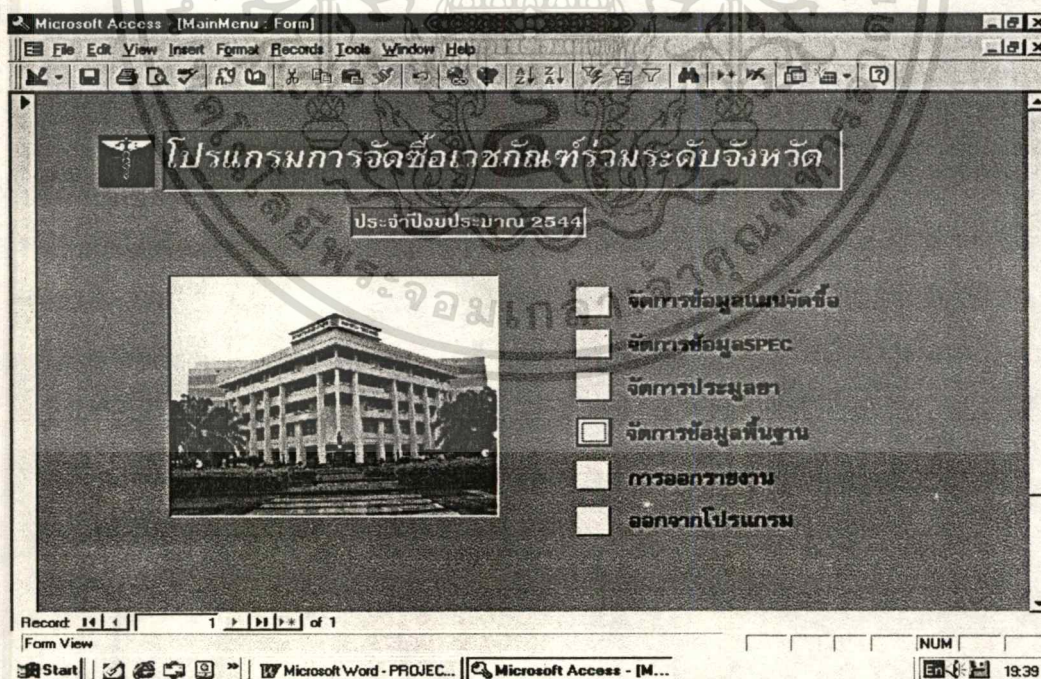 Microsoft Access - [MainMenu : Form]
File Edit View Insert Format Records Tools Window Help
โปรแกรมการจัดซื้อเวชภัณฑ์ร่วมระดับจังหวัด
ประจำปีงบประมาณ 2544
จัดการข้อมูลแผนจัดซื้อ
จัดการข้อมูลSPEC
จัดการประมูลยา
จัดการข้อมูลพื้นฐาน
การออกรายงาน
ออกจากโปรแกรม
Record: 1 of 1
Form View NUM
Start Microsoft Word - PROJEC... Microsoft Access - [M... En 19:39